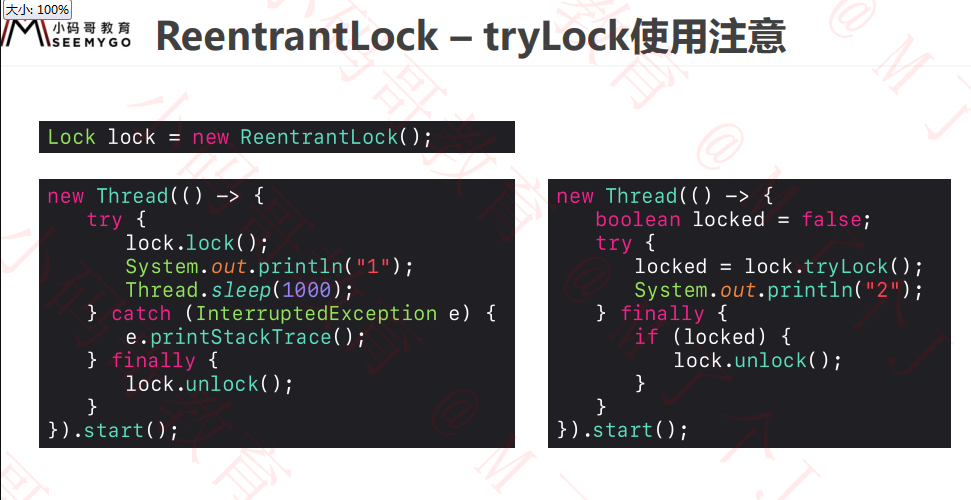 大小: 100%
小码哥教育
SEEMYGO
ReentrantLock – tryLock使用注意
Lock lock = new ReentrantLock();
new Thread(() -> {
try {
lock.lock();
System.out.println("1");
Thread.sleep(1000);
} catch (InterruptedException e) {
e.printStackTrace();
} finally {
lock.unlock();
}
}).start();
new Thread(() -> {
boolean locked = false;
try {
locked = lock.tryLock();
System.out.println("2");
} finally {
if (locked) {
lock.unlock();
}
}
}).start();